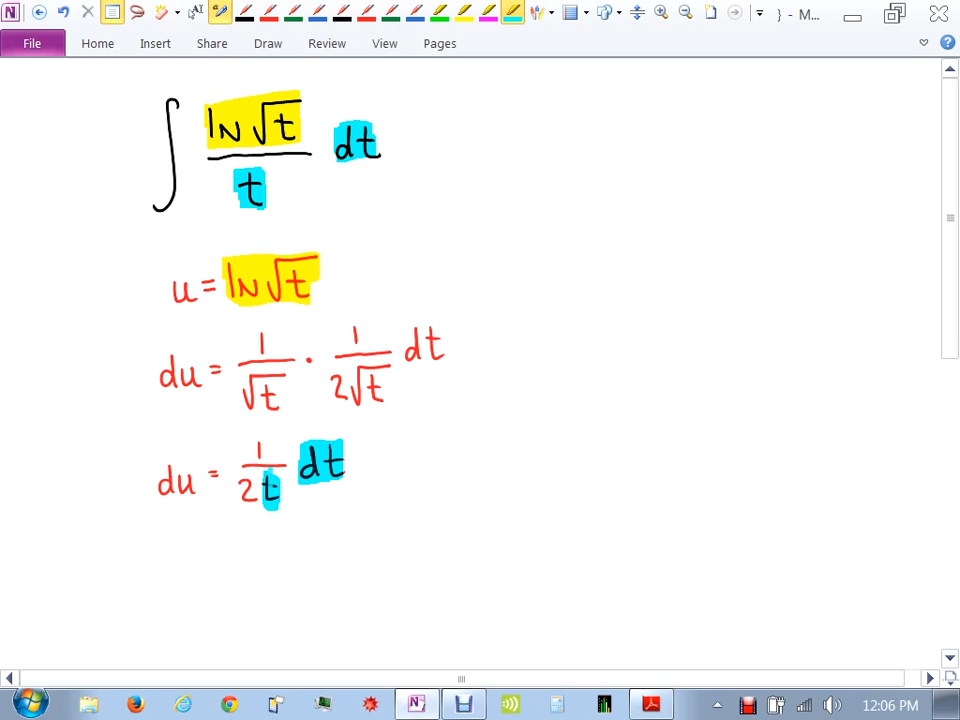 } - M...
File Home Insert Share Draw Review View Pages
∫ ln√t / t dt
u = ln√t
du = 1/√t · 1/2√t dt
du = 1/2t dt
12:06 PM